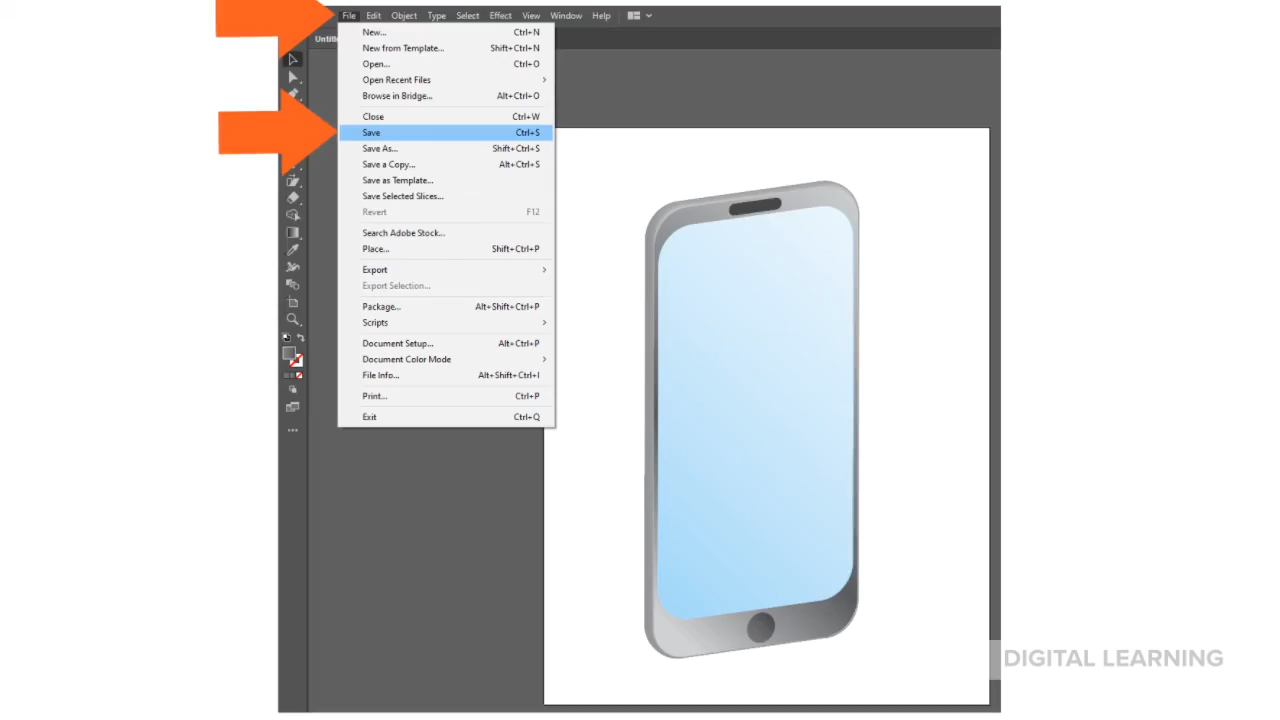 File Edit Object Type Select Effect View Window Help
New... Ctrl+N
New from Template... Shift+Ctrl+N
Open... Ctrl+O
Open Recent Files
Browse in Bridge... Alt+Ctrl+O
Close Ctrl+W
Save Ctrl+S
Save As... Shift+Ctrl+S
Save a Copy... Alt+Ctrl+S
Save as Template...
Save Selected Slices...
Revert F12
Search Adobe Stock...
Place... Shift+Ctrl+P
Export
Export Selection...
Package... Alt+Shift+Ctrl+P
Scripts
Document Setup... Alt+Ctrl+P
Document Color Mode
File Info... Alt+Shift+Ctrl+I
Print... Ctrl+P
Exit Ctrl+Q
DIGITAL LEARNING